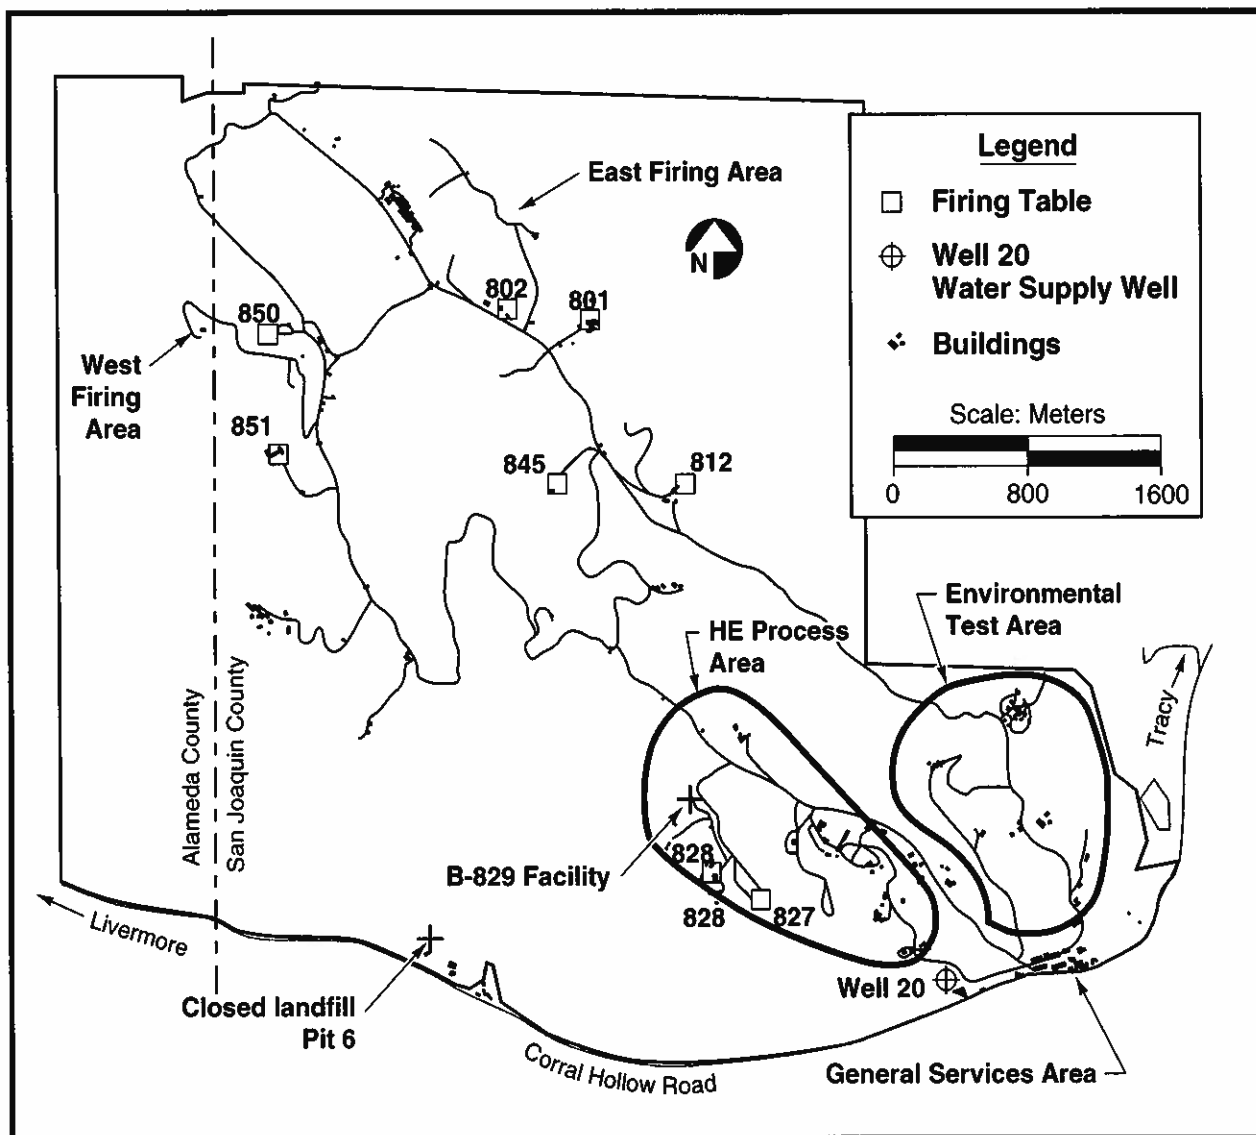 East Firing Area
Legend
Firing Table
Well 20
Water Supply Well
Buildings
Scale: Meters
0 800 1600
N
802
801
850
West
Firing
Area
851
845
812
Environmental
Test Area
HE Process
Area
Tracy
Alameda County
San Joaquin County
B-829 Facility
828
828
827
Livermore
Closed landfill
Pit 6
Well 20
Corral Hollow Road
General Services Area